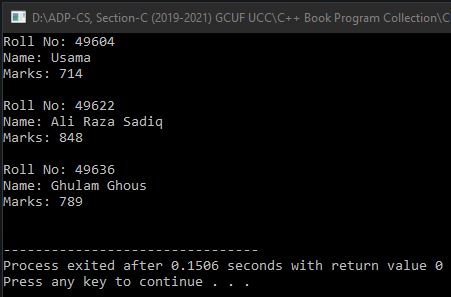 D:\ADP-CS, Section-C (2019-2021) GCUF UCC\C++ Book Program Collection\C
Roll No: 49604
Name: Usama
Marks: 714
Roll No: 49622
Name: Ali Raza Sadiq
Marks: 848
Roll No: 49636
Name: Ghulam Ghous
Marks: 789
--------------------------------
Process exited after 0.1506 seconds with return value 0
Press any key to continue . . .